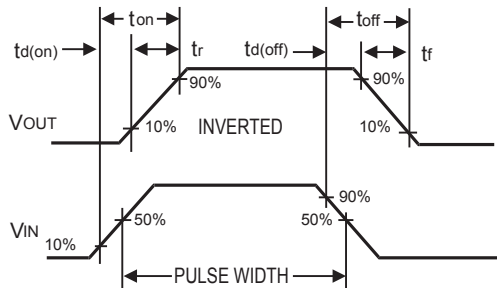 ton
toff
td(on)
tr
td(off)
tf
90%
90%
VOUT
10%
INVERTED
10%
90%
VIN
50%
50%
10%
PULSE WIDTH